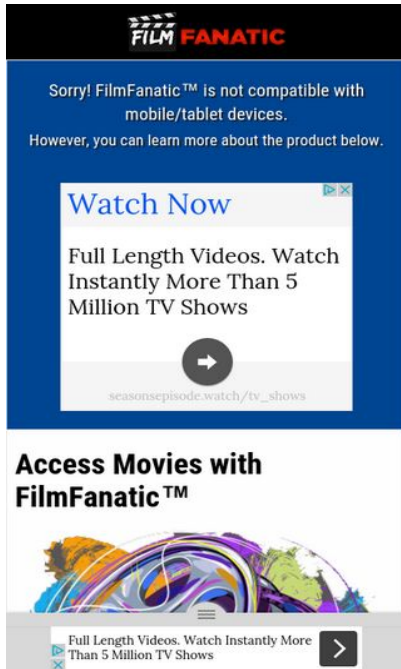 FILM FANATIC
Sorry! FilmFanatic™ is not compatible with
mobile/tablet devices.
However, you can learn more about the product below.
Watch Now
Full Length Videos. Watch
Instantly More Than 5
Million TV Shows
seasonsepisode.watch/tv_shows
Access Movies with
FilmFanatic™
Full Length Videos. Watch Instantly More
Than 5 Million TV Shows